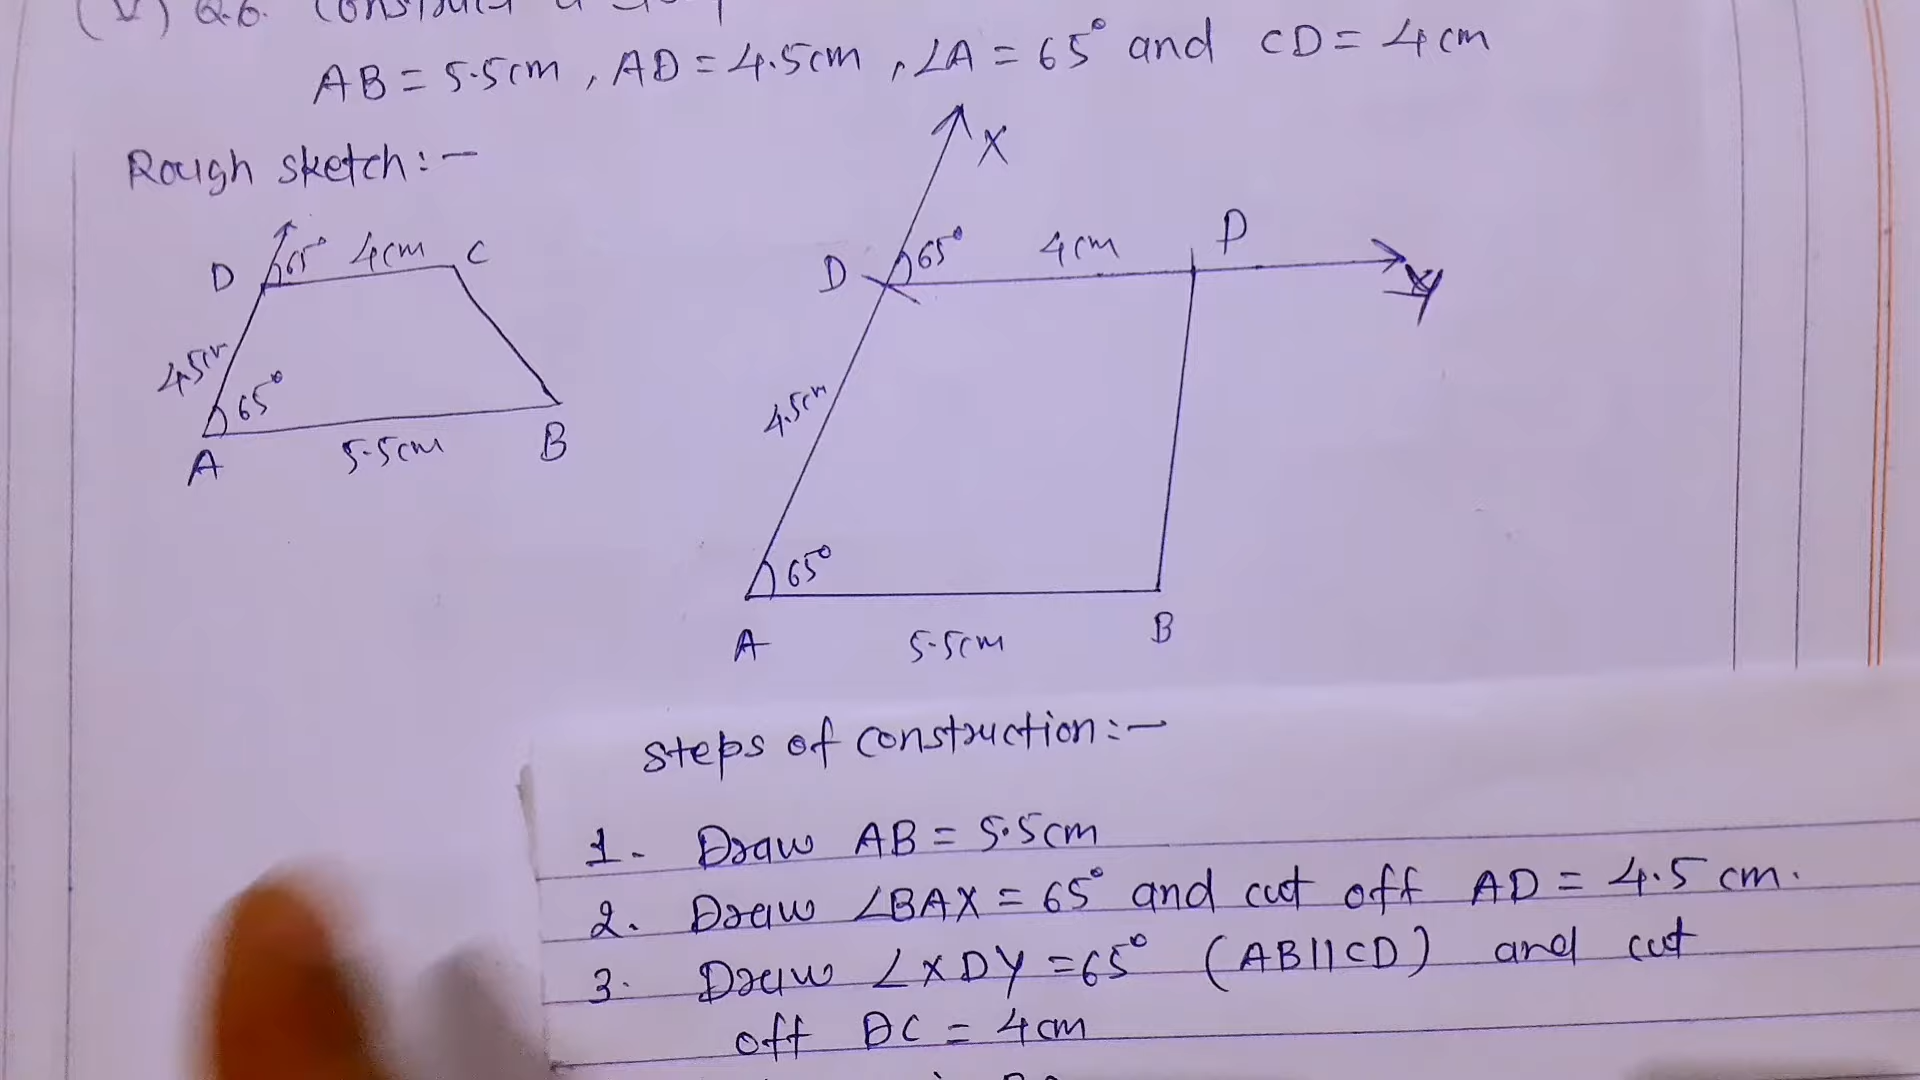 (V) Q.6. Construct a
AB = 5.5cm, AD = 4.5cm, ∠A = 65° and CD = 4cm
Rough sketch:-
X
D 65° 4cm C
D 65° 4cm P
Y
4.5cm
65°
4.5cm
A 5.5cm B
65°
A 5.5cm B
Steps of construction:-
1. Draw AB = 5.5cm
2. Draw ∠BAX = 65° and cut off AD = 4.5 cm.
3. Draw ∠XDY = 65° (AB||CD) and cut
off DC = 4cm